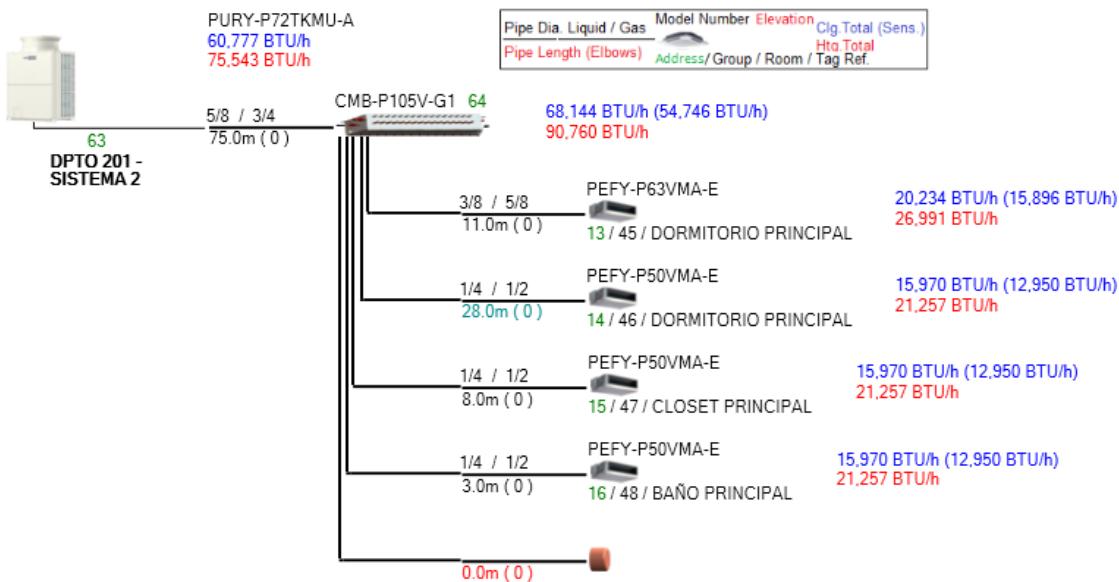 PURY-P72TKMU-A
60,777 BTU/h
75,543 BTU/h
Pipe Dia. Liquid / Gas Model Number Elevation Clg.Total (Sens.)
Pipe Length (Elbows) Htg.Total
Address/ Group / Room / Tag Ref.
63
DPTO 201 -
SISTEMA 2
5/8 / 3/4
75.0m ( 0 )
CMB-P105V-G1 64
68,144 BTU/h (54,746 BTU/h)
90,760 BTU/h
3/8 / 5/8
11.0m ( 0 )
PEFY-P63VMA-E
13 / 45 / DORMITORIO PRINCIPAL
20,234 BTU/h (15,896 BTU/h)
26,991 BTU/h
1/4 / 1/2
28.0m ( 0 )
PEFY-P50VMA-E
14 / 46 / DORMITORIO PRINCIPAL
15,970 BTU/h (12,950 BTU/h)
21,257 BTU/h
1/4 / 1/2
8.0m ( 0 )
PEFY-P50VMA-E
15 / 47 / CLOSET PRINCIPAL
15,970 BTU/h (12,950 BTU/h)
21,257 BTU/h
1/4 / 1/2
3.0m ( 0 )
PEFY-P50VMA-E
16 / 48 / BAÑO PRINCIPAL
15,970 BTU/h (12,950 BTU/h)
21,257 BTU/h
0.0m ( 0 )